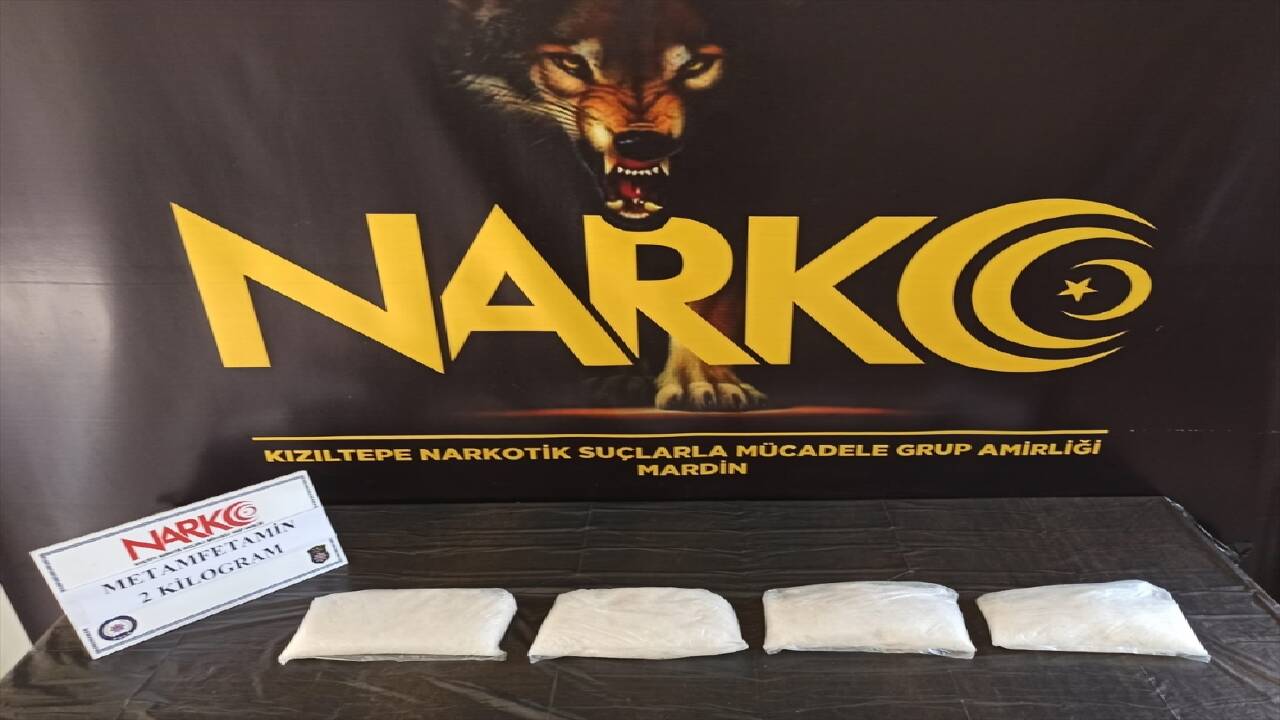 NARKO
KIZILTEPE NARKOTİK SUÇLARLA MÜCADELE GRUP AMİRLİĞİ
MARDİN
NARKO
METAMFETAMİN
2 KİLOGRAM